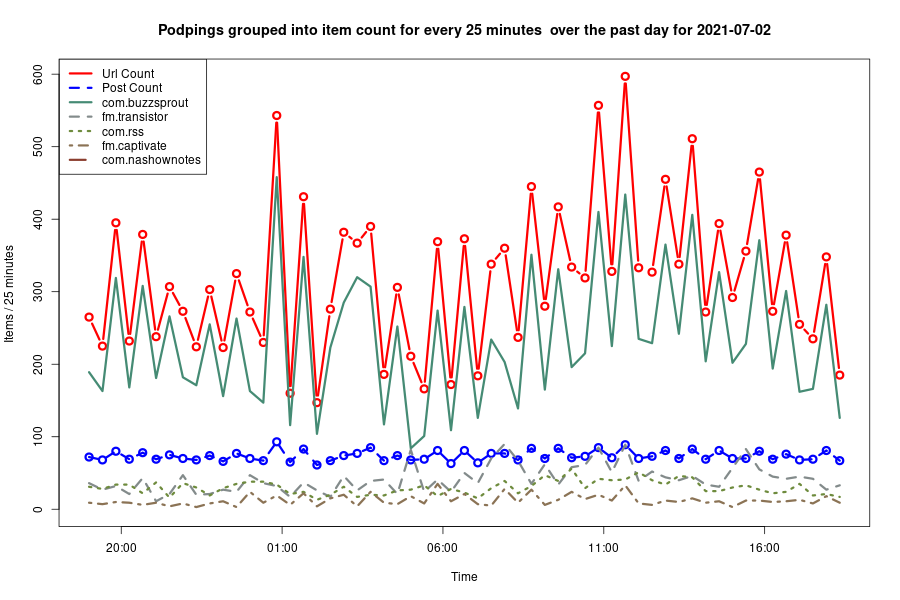 Podpings grouped into item count for every 25 minutes  over the past day for 2021-07-02
Url Count
Post Count
com.buzzsprout
fm.transistor
com.rss
fm.captivate
com.nashownotes
Items / 25 minutes
600
500
400
300
200
100
0
20:00 01:00 06:00 11:00 16:00
Time